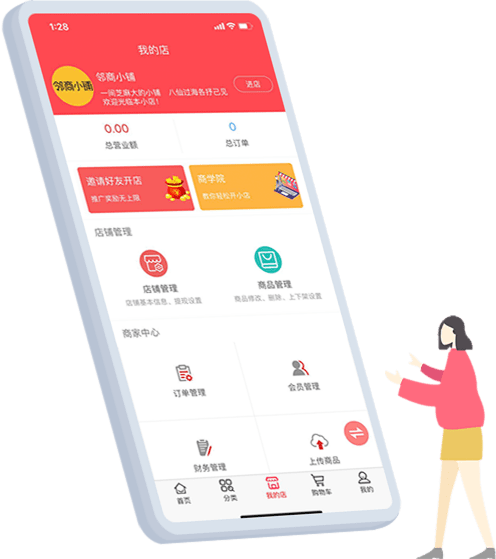 1:28
我的店
邻商小铺
邻商小铺
一间芝麻大的小铺 八仙过海各抒己见
欢迎光临本小店！
进店
0.00
0
总营业额
总订单
邀请好友开店
推广奖励无上限
商学院
教你轻松开小店
店铺管理
店铺管理
店铺基本信息、提现设置
商品管理
商品修改、删除、上下架设置
商家中心
订单管理
会员管理
财务管理
上传商品
首页
分类
我的店
购物车
我的